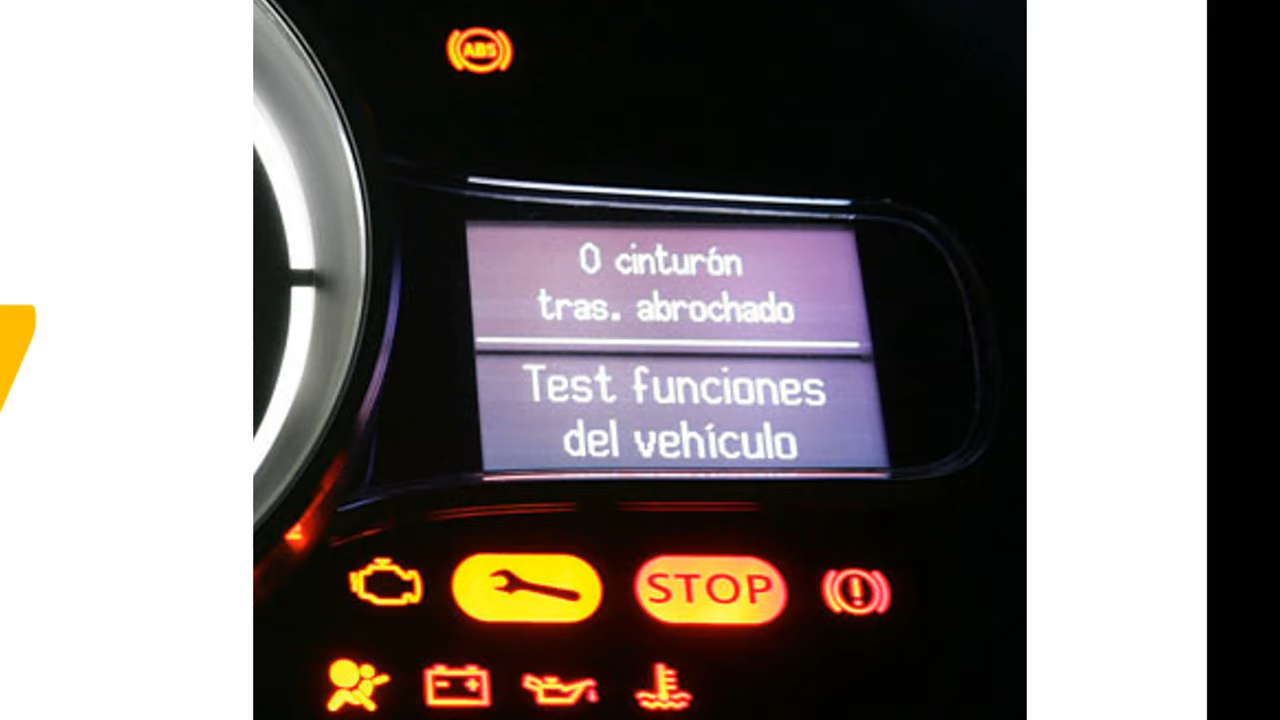 ABS
0 cinturón
tras. abrochado
Test funciones
del vehículo
STOP